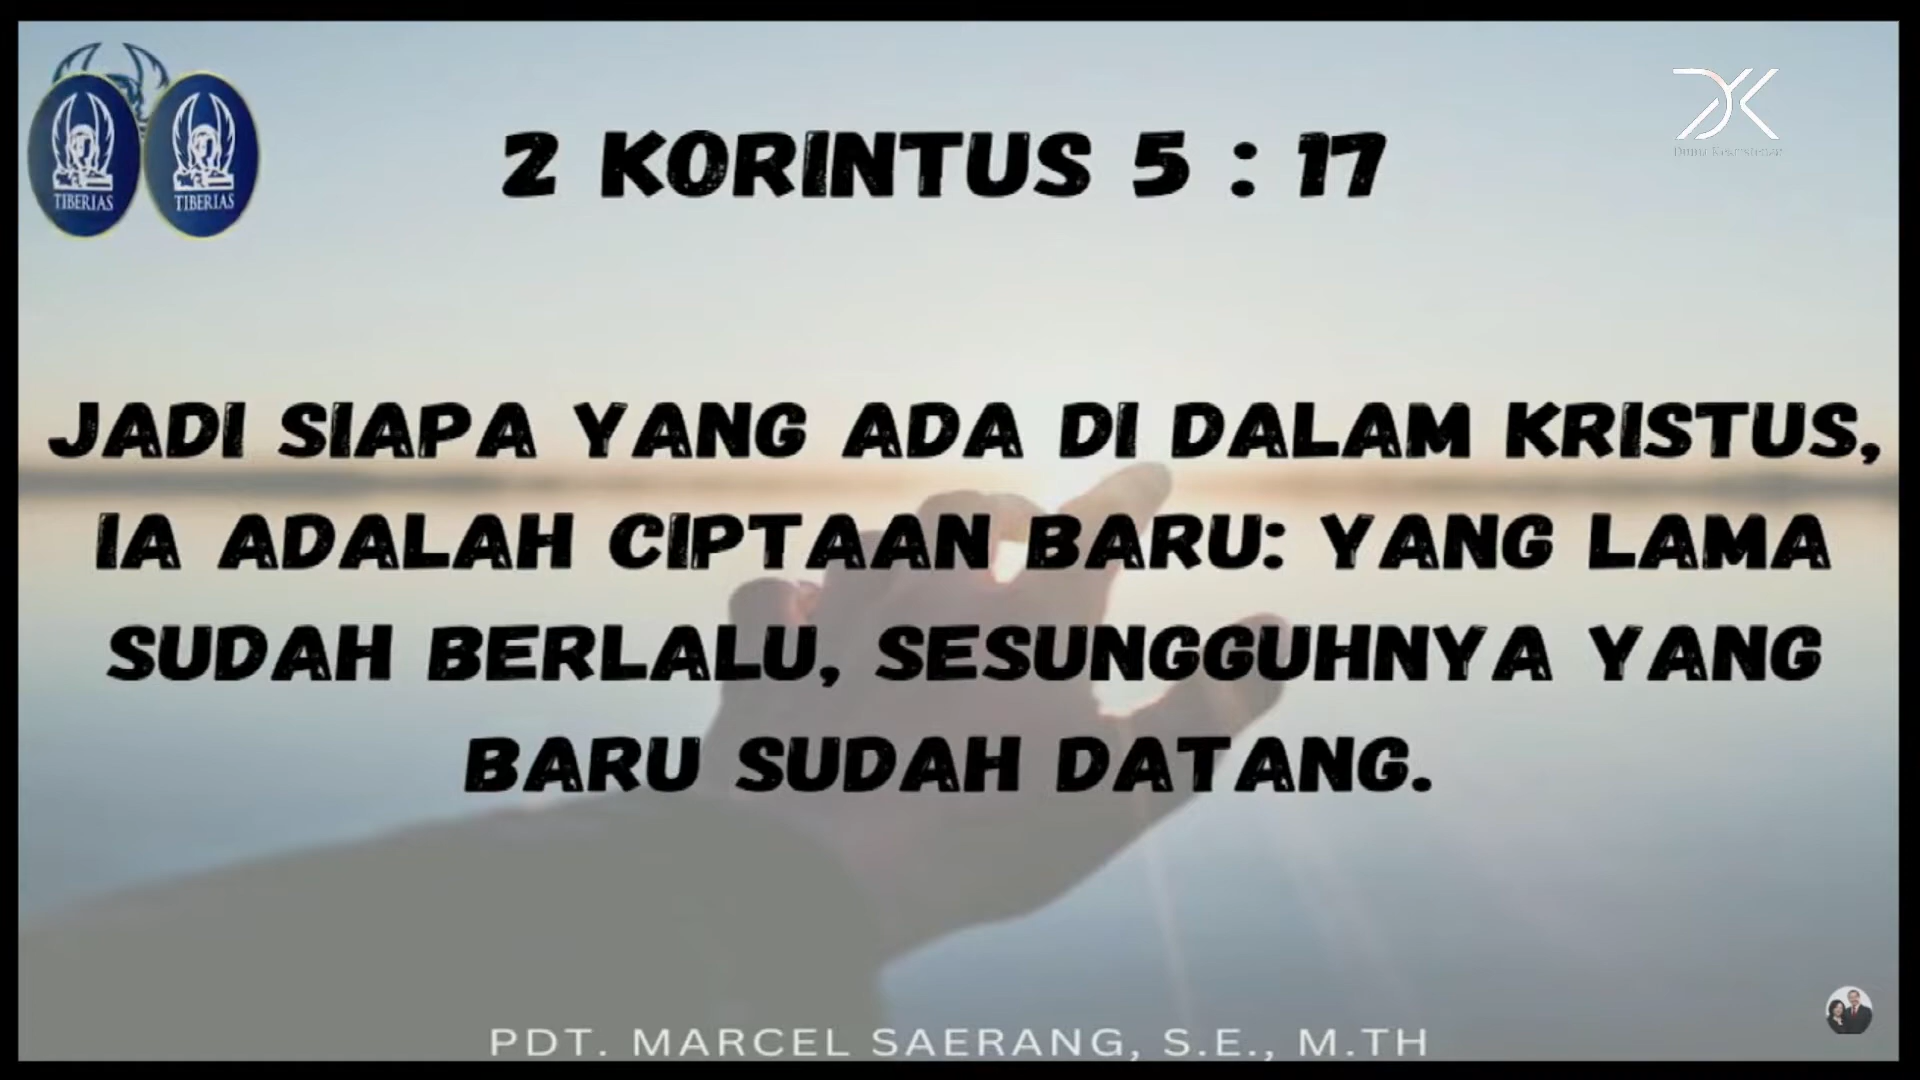 TIBERIAS
TIBERIAS
2 KORINTUS 5 : 17
JADI SIAPA YANG ADA DI DALAM KRISTUS,
IA ADALAH CIPTAAN BARU: YANG LAMA
SUDAH BERLALU, SESUNGGUHNYA YANG
BARU SUDAH DATANG.
PDT. MARCEL SAERANG, S.E., M.TH